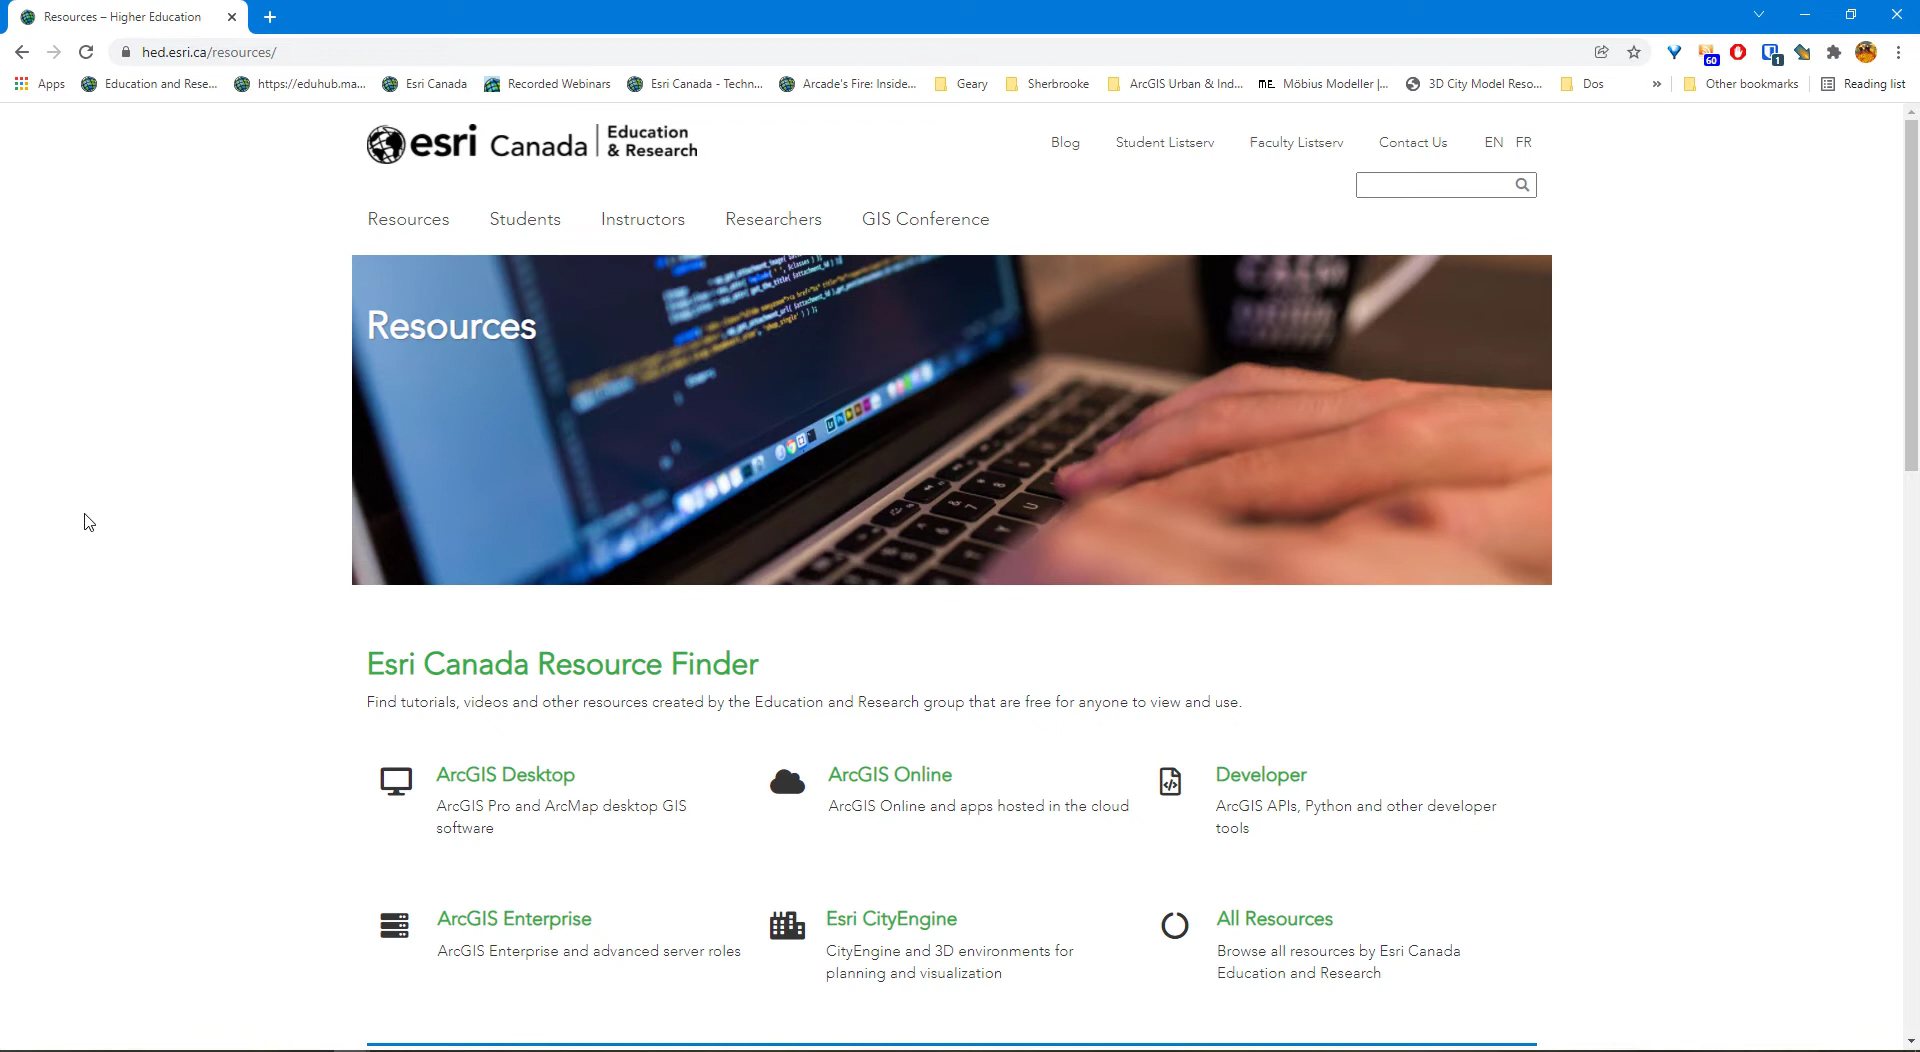 Resources – Higher Education
hed.esri.ca/resources/
60
1
Apps
Education and Rese...
https://eduhub.ma...
Esri Canada
Recorded Webinars
Esri Canada - Techn...
Arcade's Fire: Inside...
Geary
Sherbrooke
ArcGIS Urban & Ind...
ME.
Möbius Modeller |...
3D City Model Reso...
Dos
»
Other bookmarks
Reading list
esri Canada
Education
& Research
Blog
Student Listserv
Faculty Listserv
Contact Us
EN
FR
Resources
Students
Instructors
Researchers
GIS Conference
Resources
Esri Canada Resource Finder
Find tutorials, videos and other resources created by the Education and Research group that are free for anyone to view and use.
ArcGIS Desktop
ArcGIS Pro and ArcMap desktop GIS
software
ArcGIS Online
ArcGIS Online and apps hosted in the cloud
Developer
ArcGIS APIs, Python and other developer
tools
ArcGIS Enterprise
ArcGIS Enterprise and advanced server roles
Esri CityEngine
CityEngine and 3D environments for
planning and visualization
All Resources
Browse all resources by Esri Canada
Education and Research